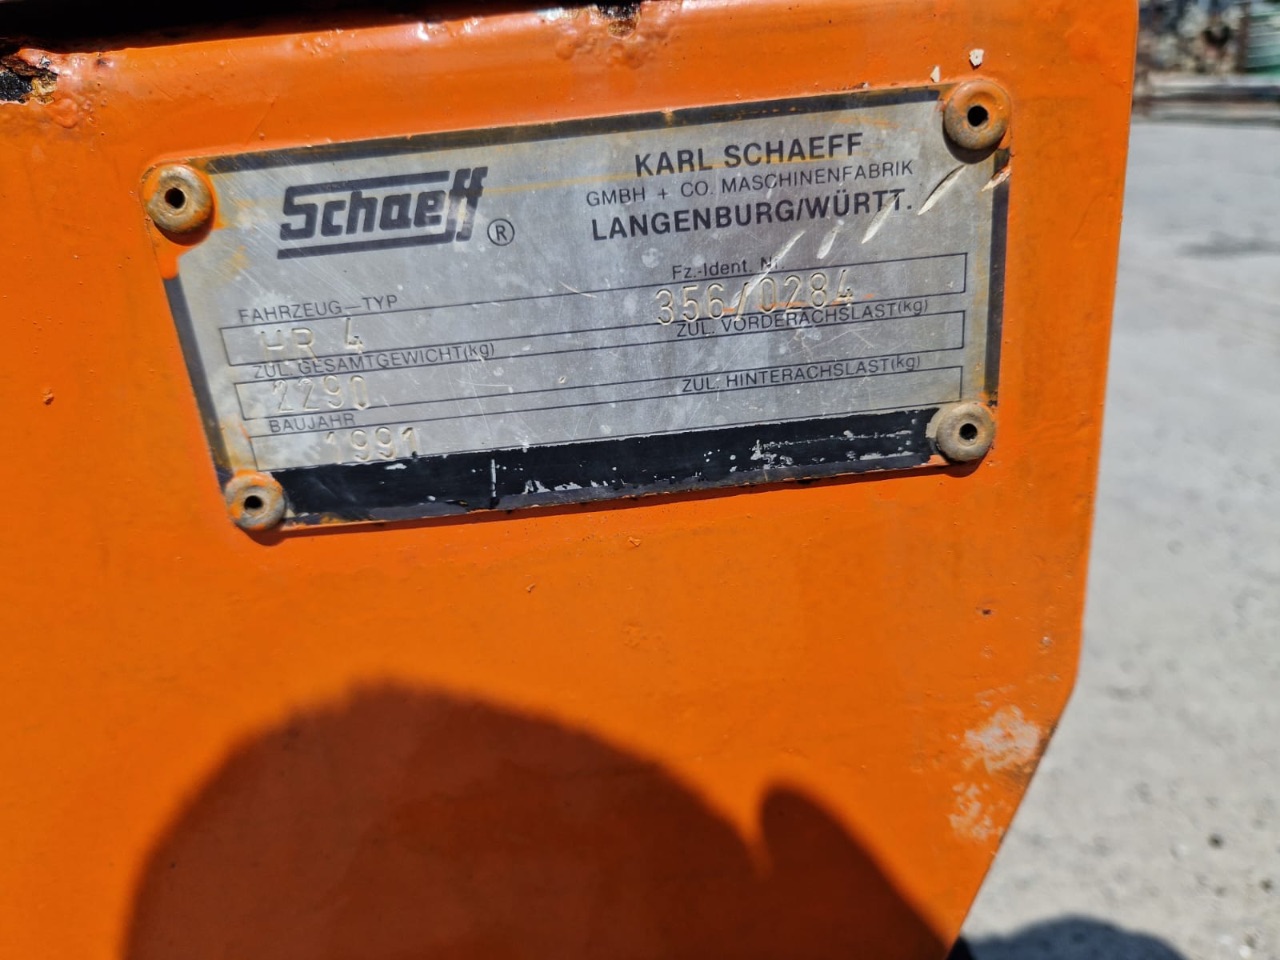 Schaeff ®
KARL SCHAEFF
GMBH + CO. MASCHINENFABRIK
LANGENBURG/WÜRTT.
FAHRZEUG-TYP
HR 4
Fz.-Ident. Nr
356/0284
ZUL. GESAMTGEWICHT(kg)
2290
ZUL. VORDERACHSLAST(kg)
BAUJAHR
1991
ZUL. HINTERACHSLAST(kg)